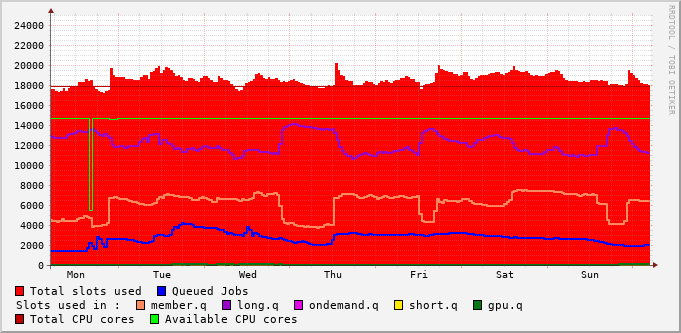 RRDTOOL / TOBI OETIKER
24000
22000
20000
18000
16000
14000
12000
10000
8000
6000
4000
2000
0
Mon Tue Wed Thu Fri Sat Sun
Total slots used Queued Jobs
Slots used in : member.q long.q ondemand.q short.q gpu.q
Total CPU cores Available CPU cores